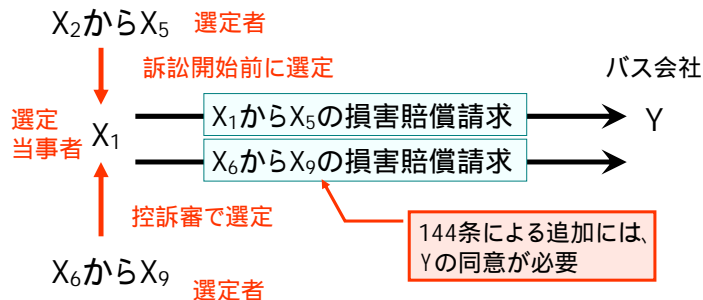 X2からX5 選定者
訴訟開始前に選定
バス会社
選定
当事者 X1
X1からX5の損害賠償請求
Y
X6からX9の損害賠償請求
控訴審で選定
144条による追加には、
Yの同意が必要
X6からX9 選定者